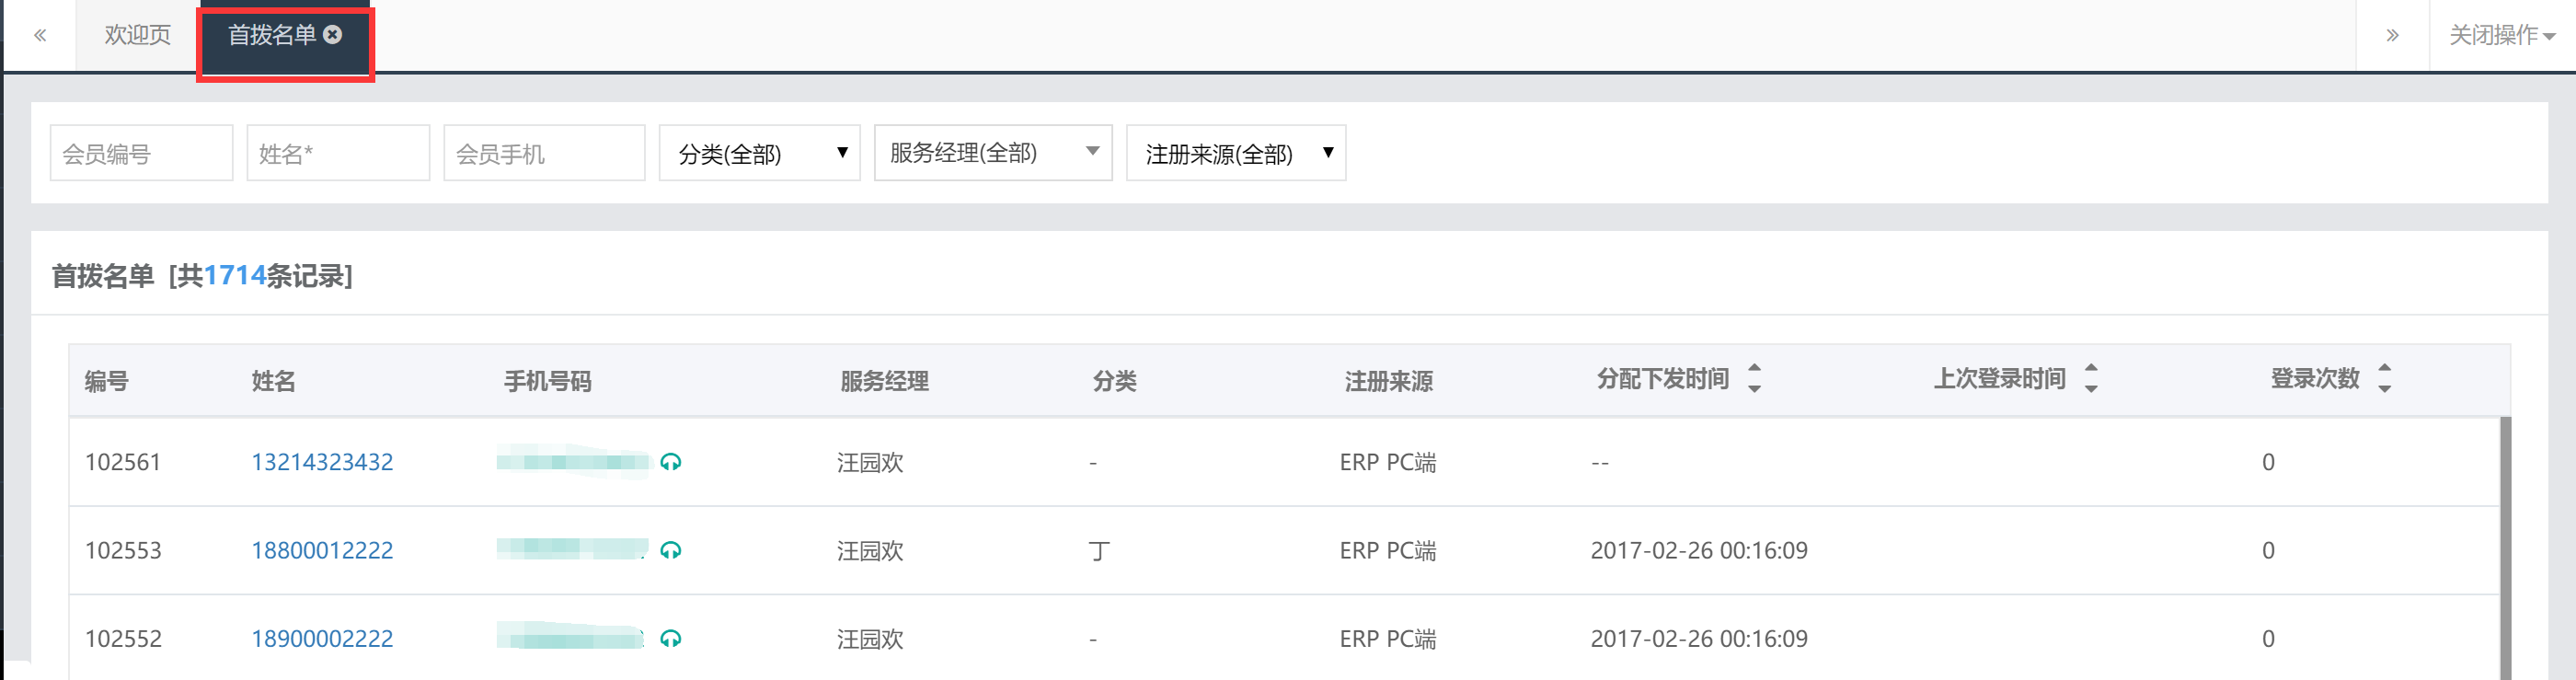 « 欢迎页 首拨名单 » 关闭操作
会员编号 姓名* 会员手机 分类(全部) 服务经理(全部) 注册来源(全部)
首拨名单 [共1714条记录]
编号 姓名 手机号码 服务经理 分类 注册来源 分配下发时间 上次登录时间 登录次数
102561 13214323432 汪园欢 - ERP PC端 -- 0
102553 18800012222 汪园欢 丁 ERP PC端 2017-02-26 00:16:09 0
102552 18900002222 汪园欢 - ERP PC端 2017-02-26 00:16:09 0